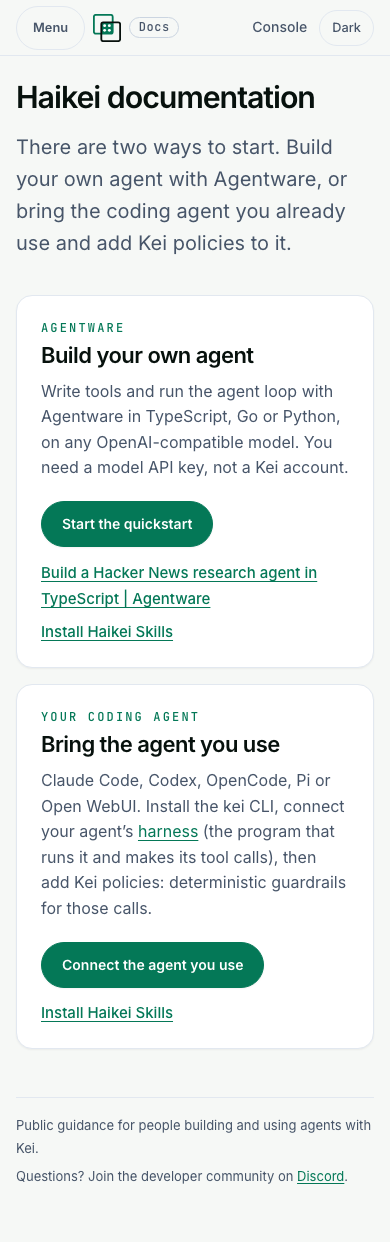 Menu
Docs
Console
Dark
Haikei documentation
There are two ways to start. Build
your own agent with Agentware, or
bring the coding agent you already
use and add Kei policies to it.
AGENTWARE
Build your own agent
Write tools and run the agent loop with
Agentware in TypeScript, Go or Python,
on any OpenAI-compatible model. You
need a model API key, not a Kei account.
Start the quickstart
Build a Hacker News research agent in
TypeScript | Agentware
Install Haikei Skills
YOUR CODING AGENT
Bring the agent you use
Claude Code, Codex, OpenCode, Pi or
Open WebUI. Install the kei CLI, connect
your agent’s harness (the program that
runs it and makes its tool calls), then
add Kei policies: deterministic guardrails
for those calls.
Connect the agent you use
Install Haikei Skills
Public guidance for people building and using agents with
Kei.
Questions? Join the developer community on Discord.